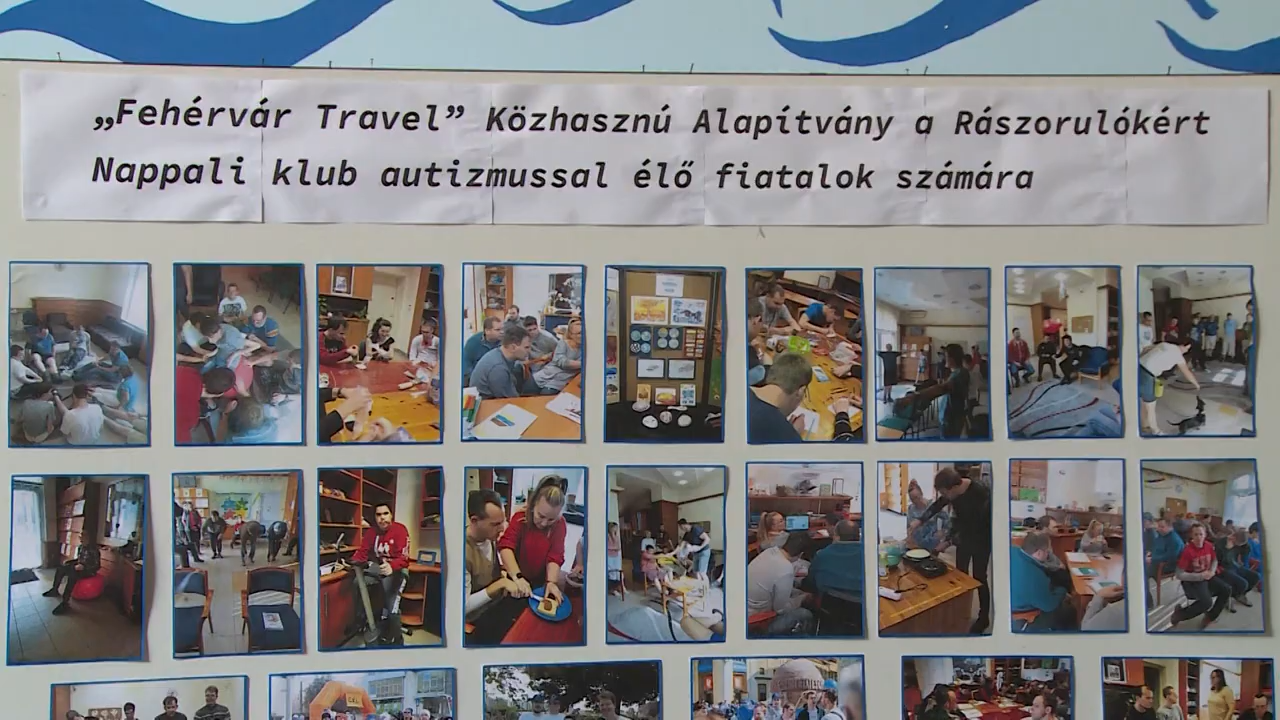 „Fehérvár Travel” Közhasznú Alapítvány a Rászorulókért
Nappali klub autizmussal élő fiatalok számára